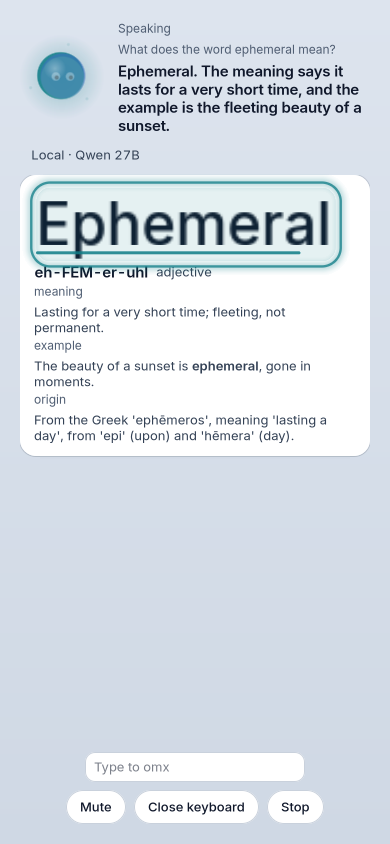 Speaking
What does the word ephemeral mean?
Ephemeral. The meaning says it
lasts for a very short time, and the
example is the fleeting beauty of a
sunset.
Local · Qwen 27B
Ephemeral
eh-FEM-er-uhl adjective
meaning
Lasting for a very short time; fleeting, not
permanent.
example
The beauty of a sunset is ephemeral, gone in
moments.
origin
From the Greek 'ephēmeros', meaning 'lasting a
day', from 'epi' (upon) and 'hēmera' (day).
Type to omx
Mute
Close keyboard
Stop